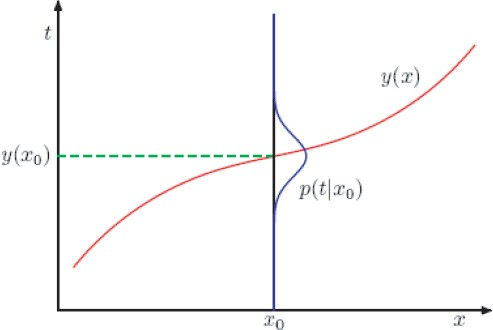 t
y(x)
y(x₀)
p(t|x₀)
x₀
x